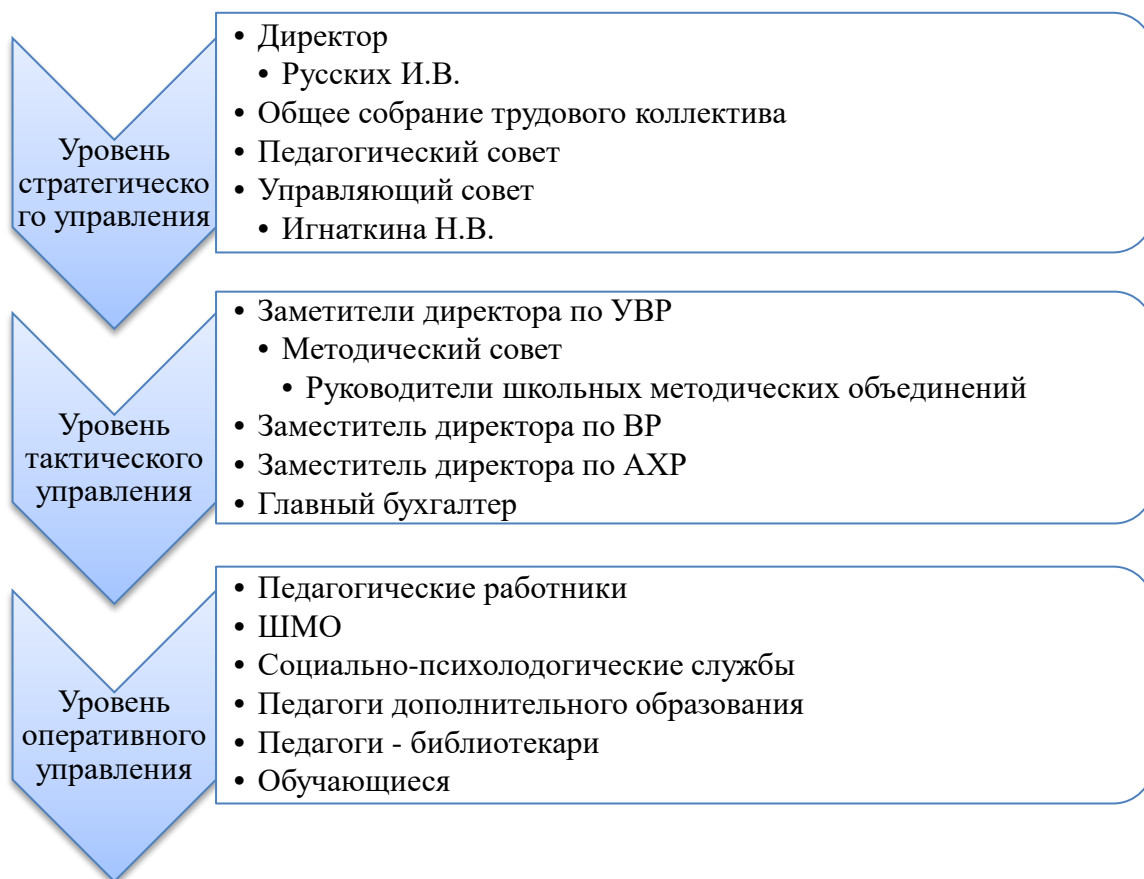 Уровень
стратегическо
го управления
• Директор
• Русских И.В.
• Общее собрание трудового коллектива
• Педагогический совет
• Управляющий совет
• Игнаткина Н.В.
Уровень
тактического
управления
• Заметители директора по УВР
• Методический совет
• Руководители школьных методических объединений
• Заместитель директора по ВР
• Заместитель директора по АХР
• Главный бухгалтер
Уровень
оперативного
управления
• Педагогические работники
• ШМО
• Социально-психолодогические службы
• Педагоги дополнительного образования
• Педагоги - библиотекари
• Обучающиеся